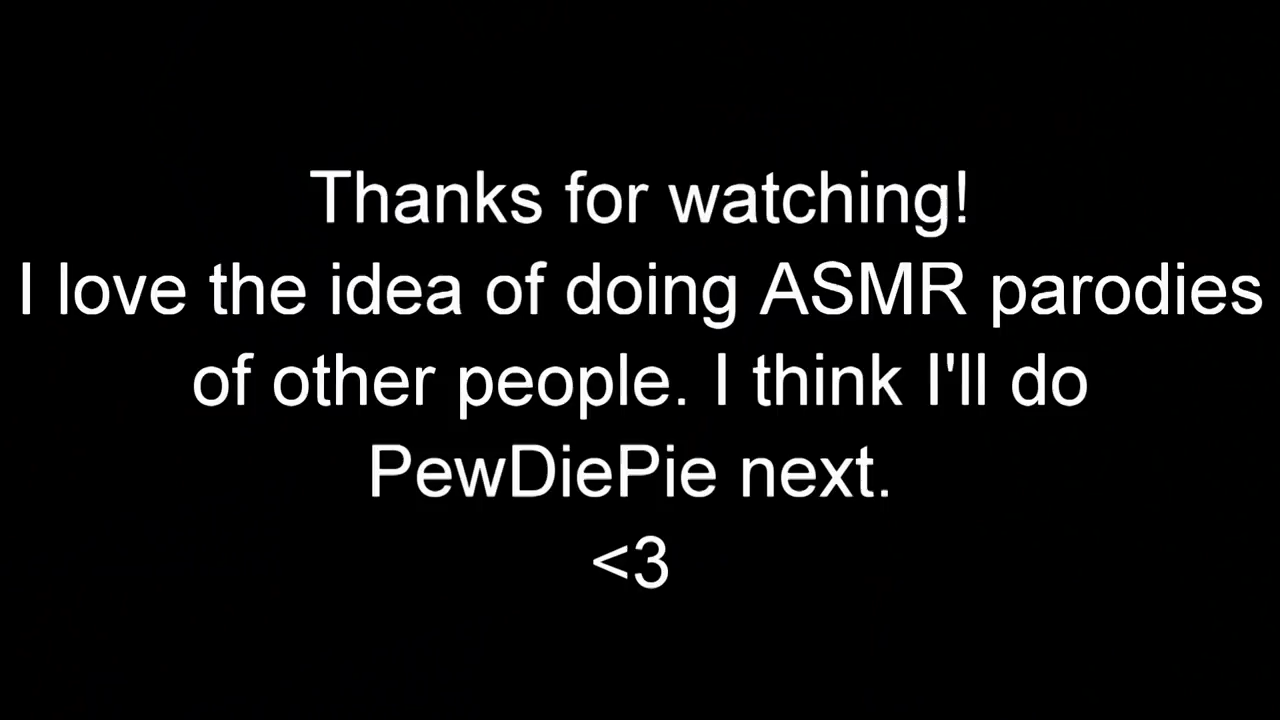 Thanks for watching!
I love the idea of doing ASMR parodies
of other people. I think I'll do
PewDiePie next.
<3